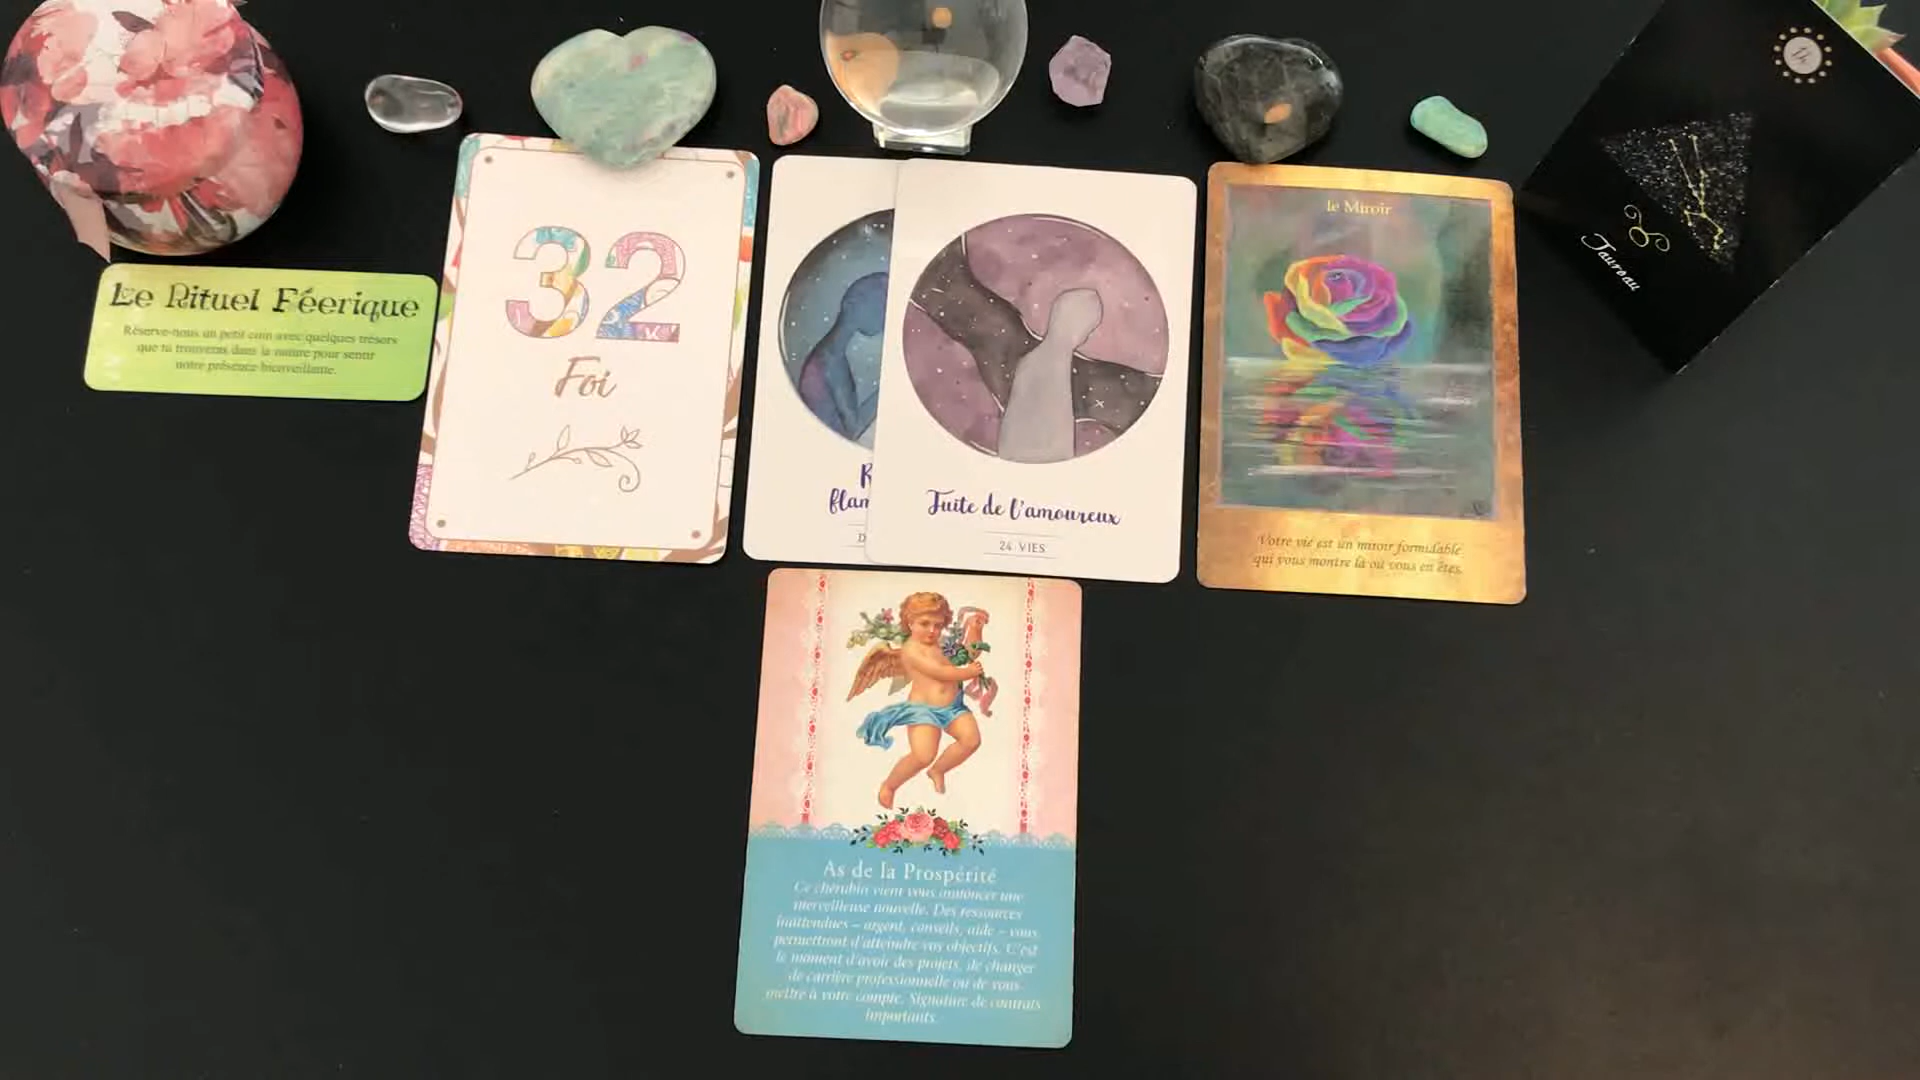 Le Rituel Féerique
Réserve-nous un petit coin avec quelques trésors
que tu trouveras dans la nature pour sentir
notre présence bienveillante.
32
Foi
R
flam
D
Fuite de l'amoureux
24 VIES
le Miroir
Votre vie est un miroir formidable
qui vous montre là où vous en êtes.
Taureau
As de la Prospérité
Ce chérubin vient vous annoncer une
merveilleuse nouvelle. Des ressources
inattendues – argent, conseils, aide – vous
permettront d'atteindre vos objectifs. C'est
le moment d'avoir des projets, de changer
de carrière professionnelle ou de vous
mettre à votre compte. Signature de contrats
importants.